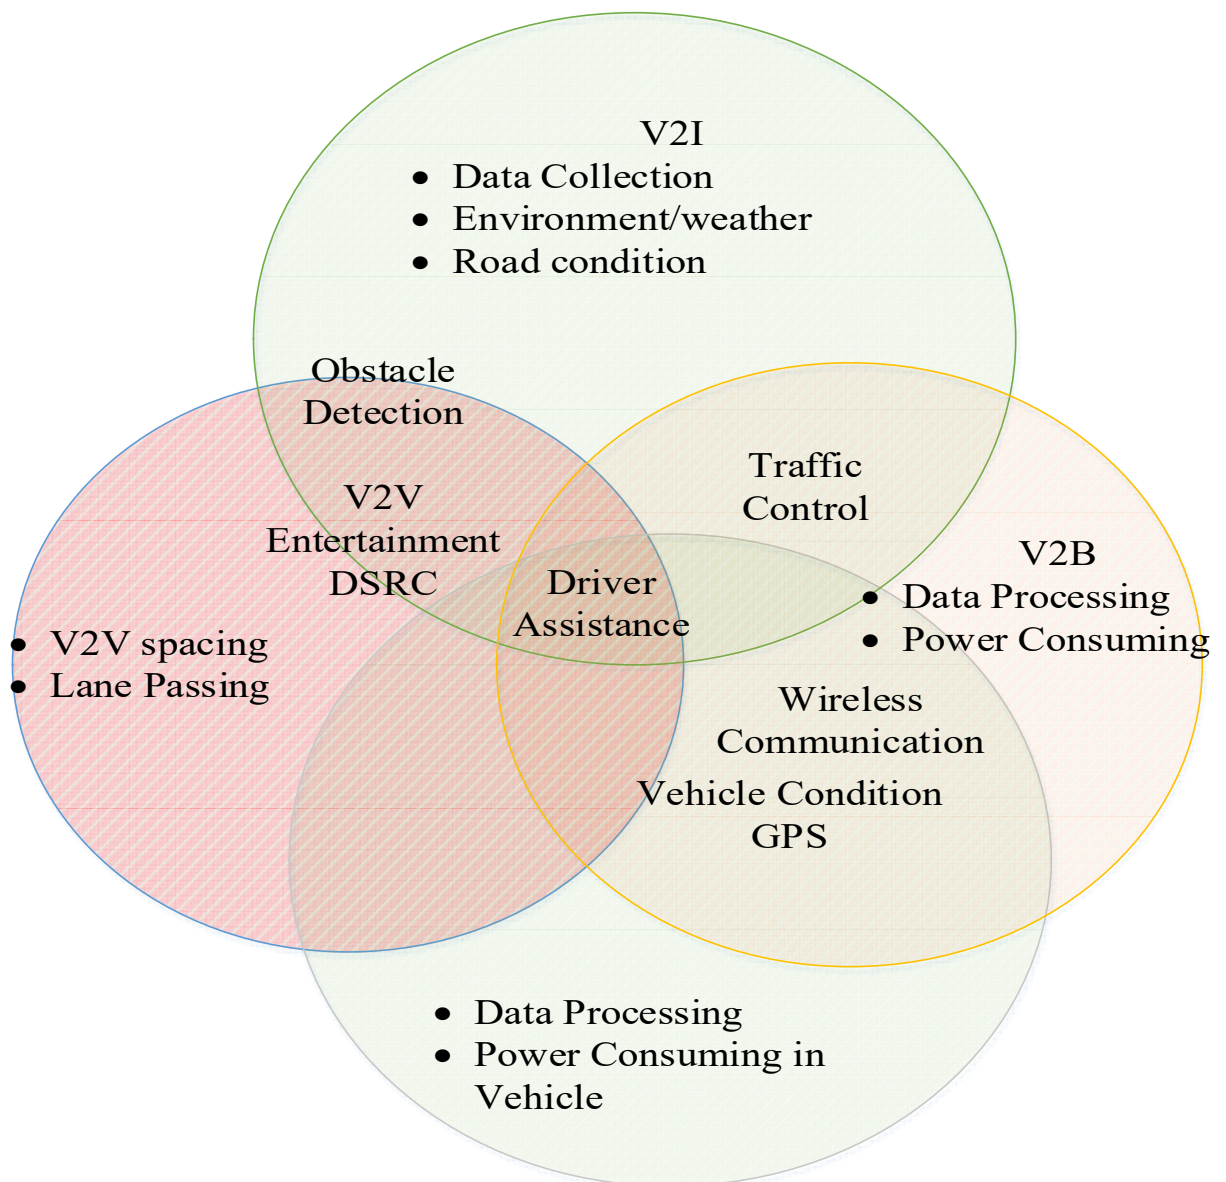 V2I
• Data Collection
• Environment/weather
• Road condition
Obstacle
Detection
Traffic
Control
V2V
Entertainment
DSRC
V2B
• Data Processing
• Power Consuming
Driver
Assistance
• V2V spacing
• Lane Passing
Wireless
Communication
Vehicle Condition
GPS
• Data Processing
• Power Consuming in
Vehicle